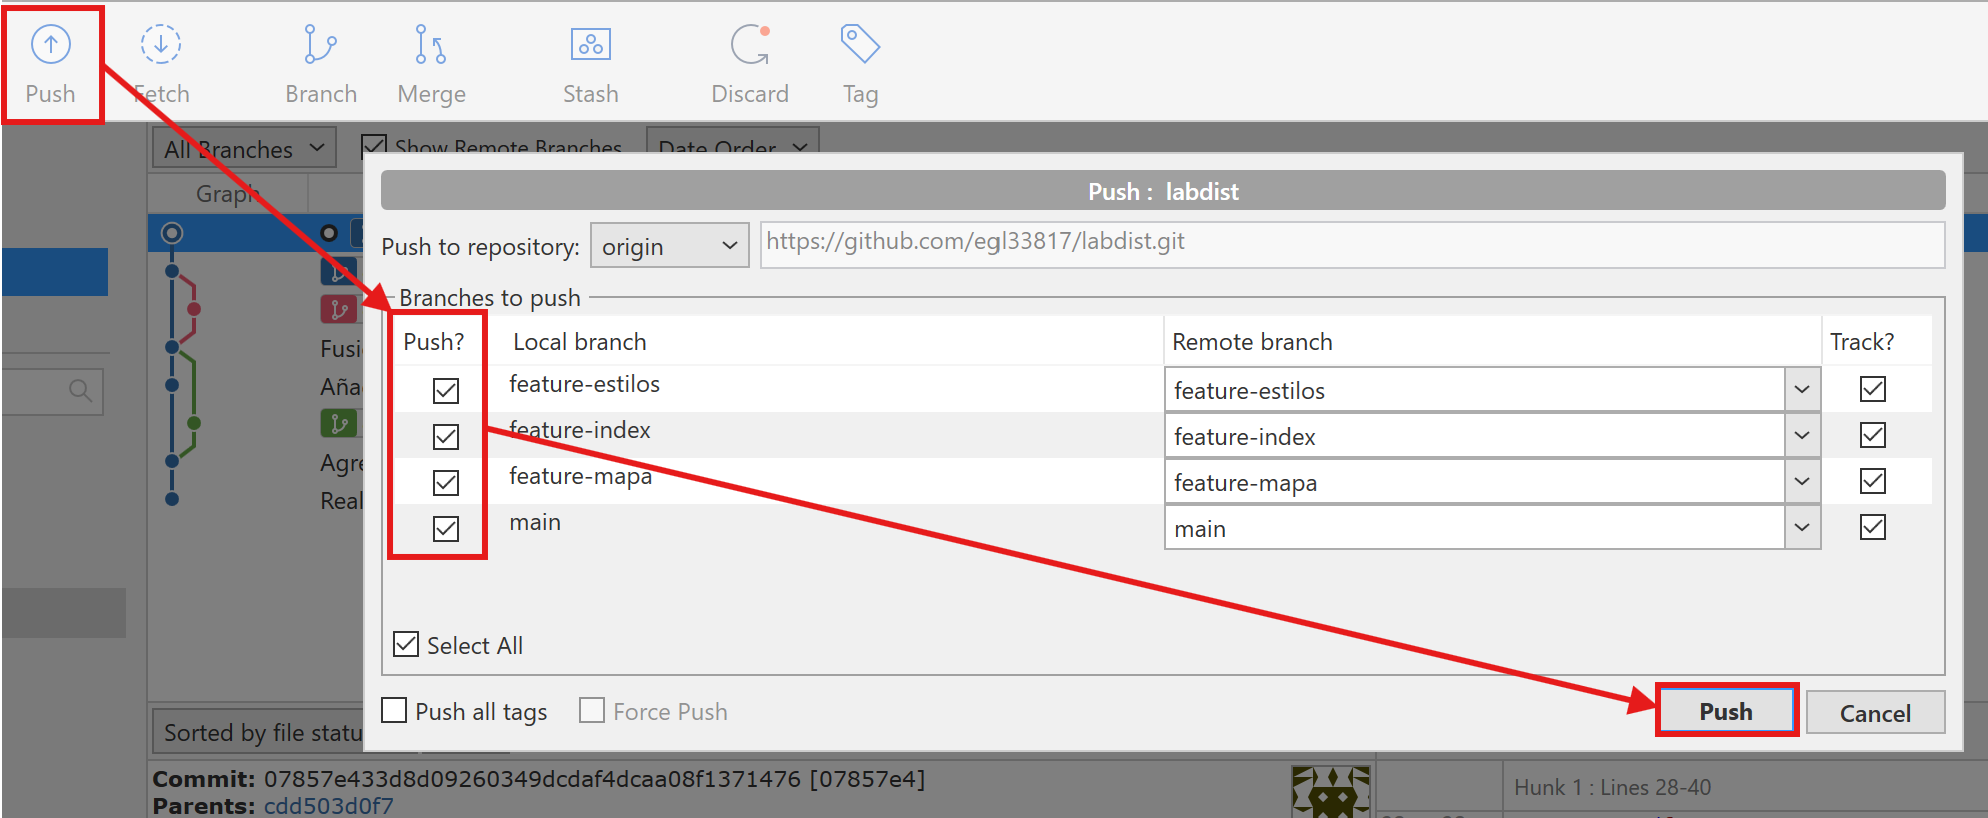 Push Fetch Branch Merge Stash Discard Tag
All Branches Show Remote Branches Date Order
Graph
Push : labdist
Push to repository: origin https://github.com/egl33817/labdist.git
Branches to push
Push? Local branch Remote branch Track?
feature-estilos feature-estilos
feature-index feature-index
Fusi
feature-mapa feature-mapa
Aña
main main
Agre
Real
Select All
Push all tags Force Push Push Cancel
Sorted by file statu
Commit: 07857e433d8d09260349dcdaf4dcaa08f1371476 [07857e4]
Parents: cdd503d0f7
Hunk 1 : Lines 28-40